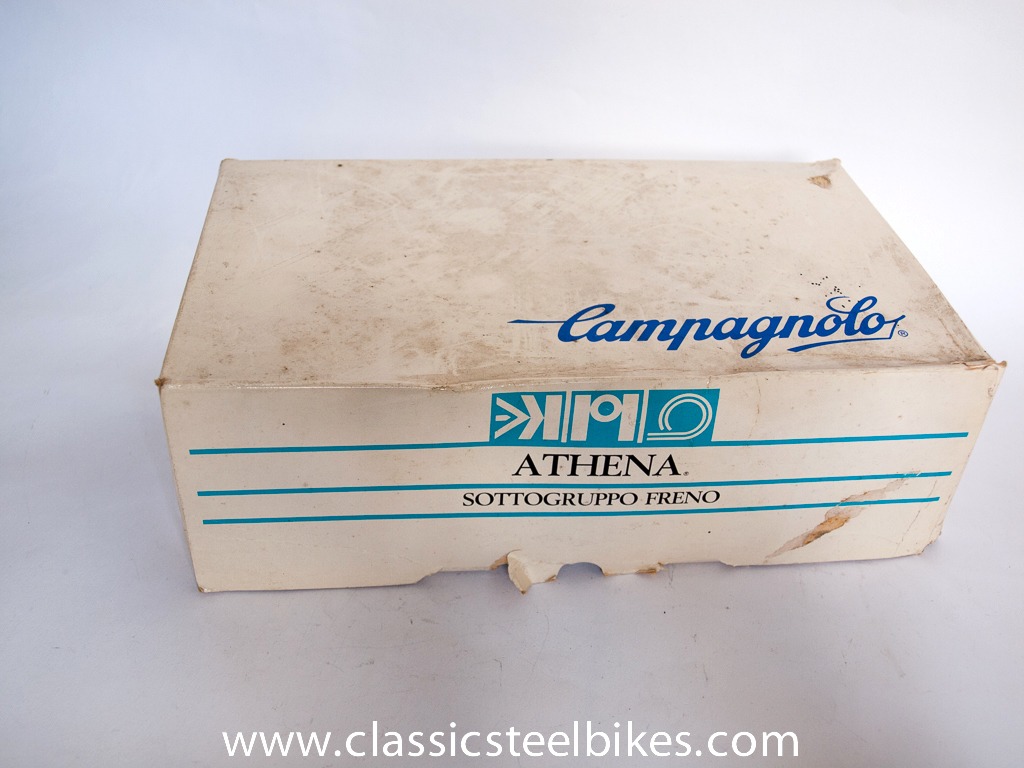 Campagnolo®
ATHENA®
SOTTOGRUPPO FRENO
www.classicsteelbikes.com